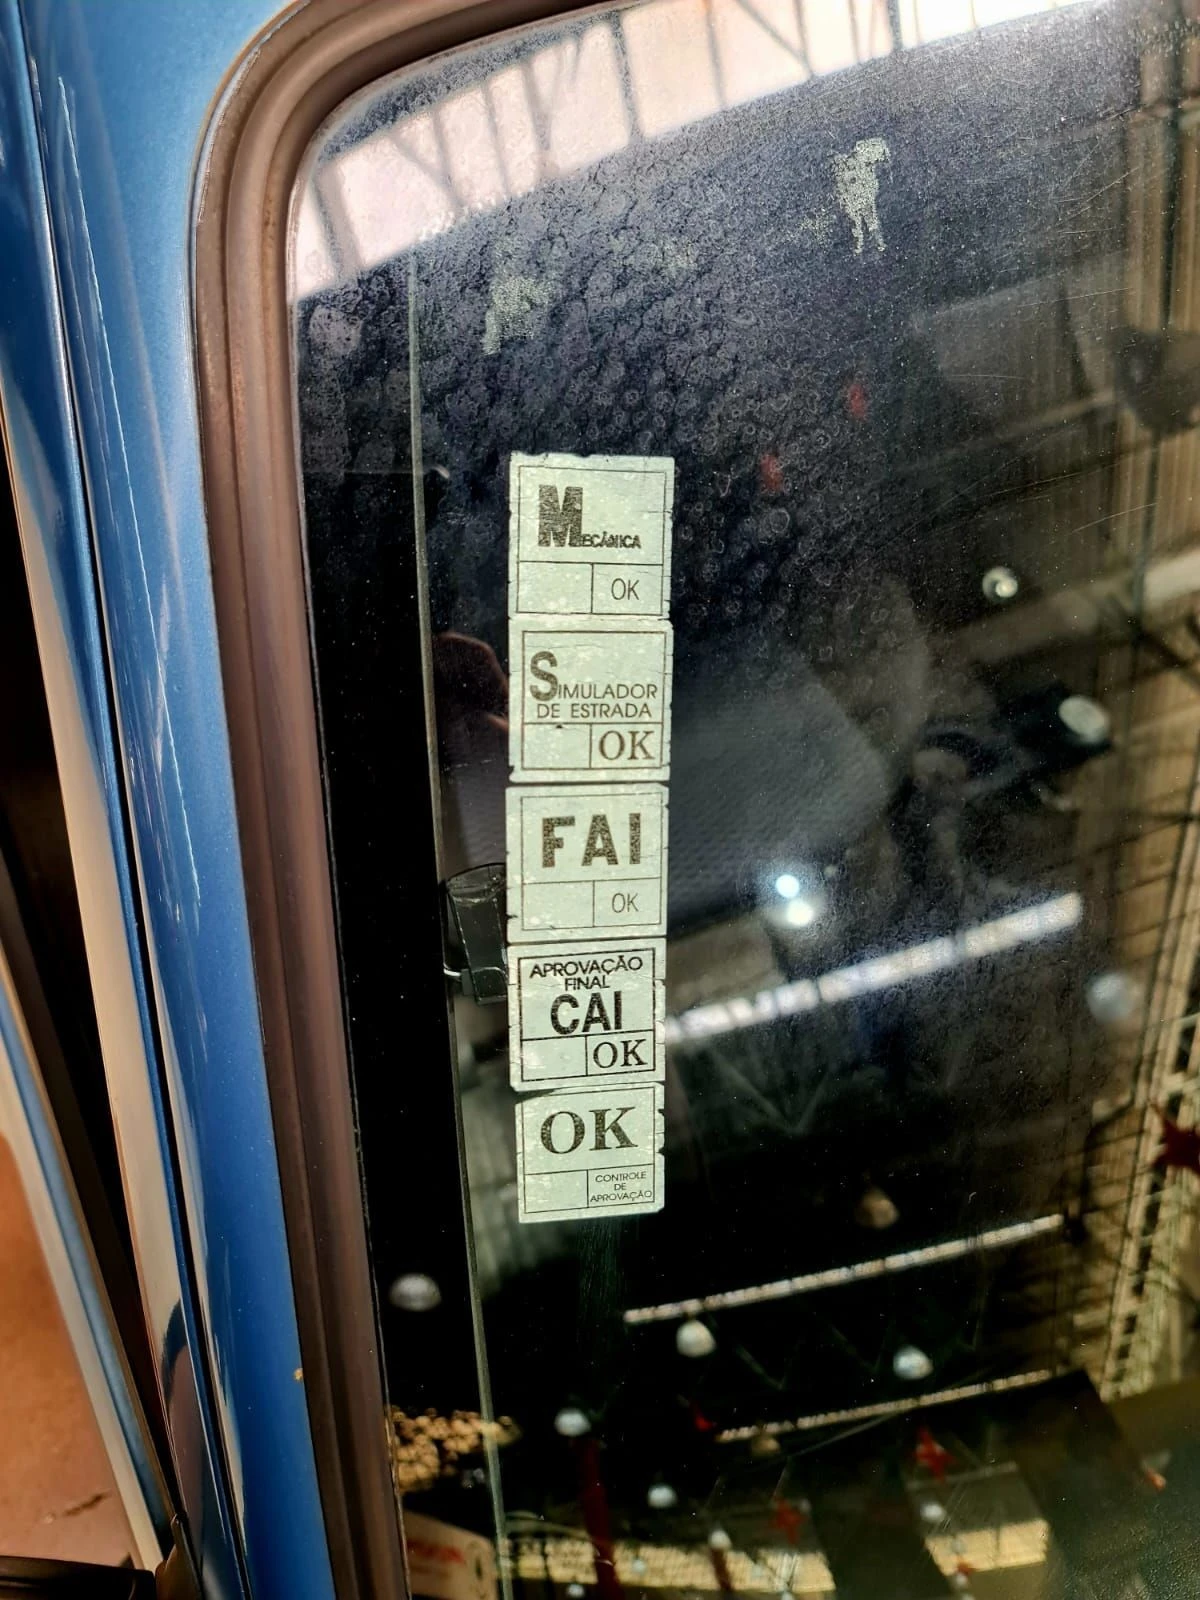 MECÂNICA
OK
SIMULADOR
DE ESTRADA
OK
FAI
OK
APROVAÇÃO
FINAL
CAI
OK
OK
CONTROLE
DE
APROVAÇÃO